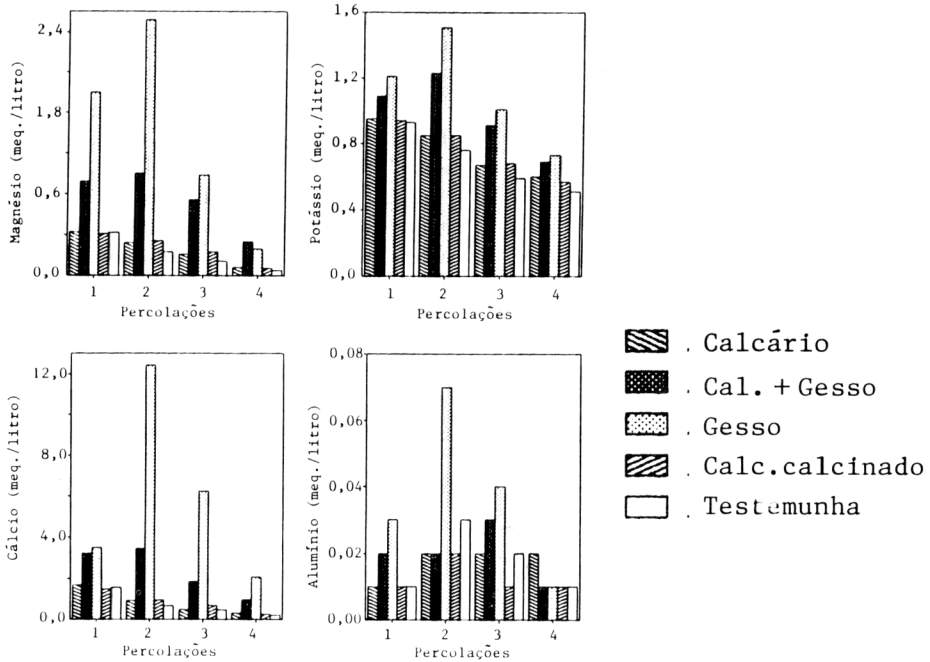 Magnésio (meq./litro)
2,4
1,8
0,6
0,0
1 2 3 4
Percolações
Potássio (meq./litro)
1,6
1,2
0,8
0,4
0,0
1 2 3 4
Percolações
Cálcio (meq./litro)
12,0
8,0
4,0
0,0
1 2 3 4
Percolações
Alumínio (meq./litro)
0,08
0,06
0,04
0,02
0,00
1 2 3 4
Percolações
. Calcário
. Cal. + Gesso
. Gesso
. Calc.calcinado
. Testemunha